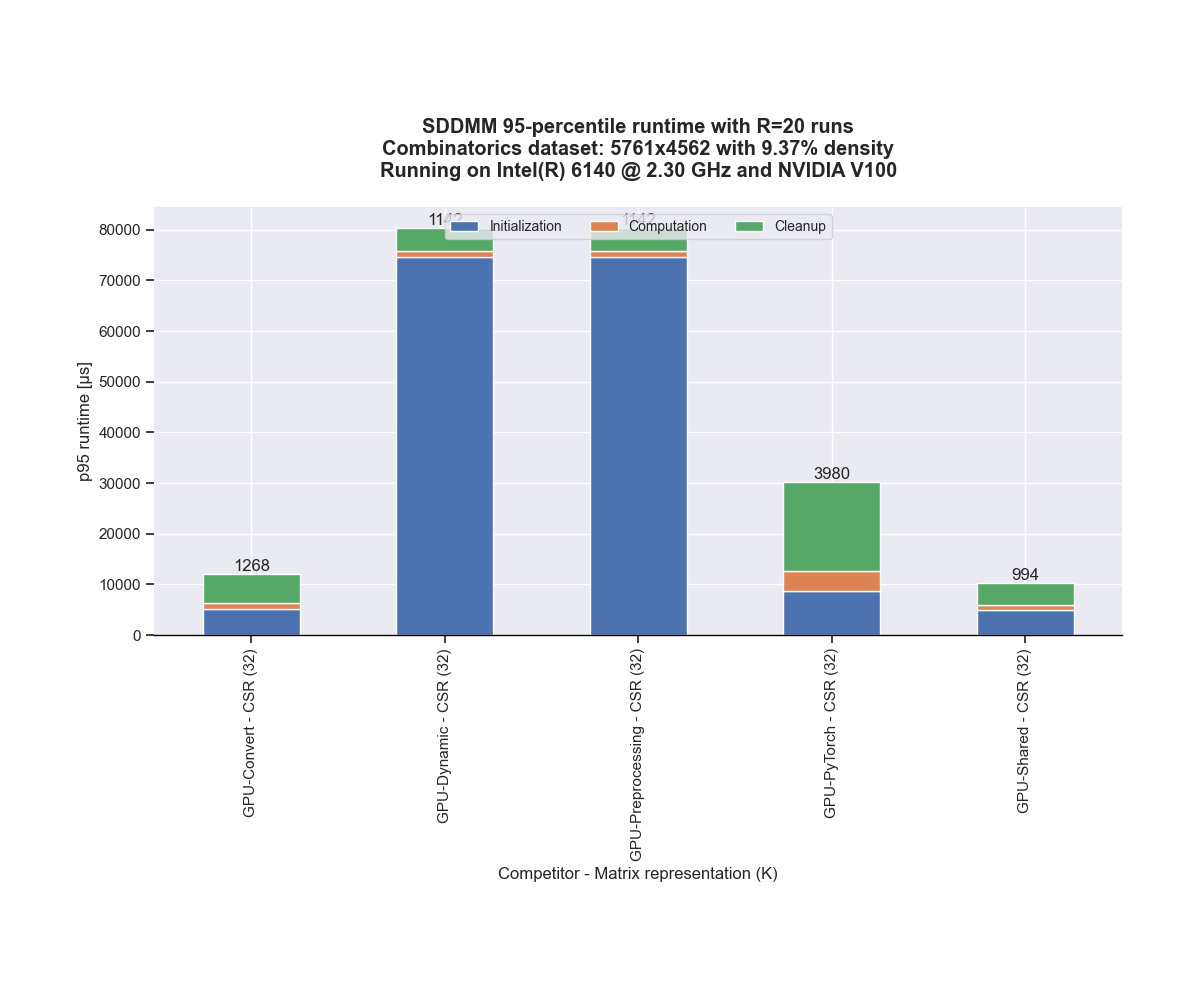 SDDMM 95-percentile runtime with R=20 runs
Combinatorics dataset: 5761x4562 with 9.37% density
Running on Intel(R) 6140 @ 2.30 GHz and NVIDIA V100
1142
1142
Initialization
Computation
Cleanup
80000
70000
60000
50000
40000
30000
20000
10000
0
p95 runtime [µs]
1268
3980
994
GPU-Convert - CSR (32)
GPU-Dynamic - CSR (32)
GPU-Preprocessing - CSR (32)
GPU-PyTorch - CSR (32)
GPU-Shared - CSR (32)
Competitor - Matrix representation (K)